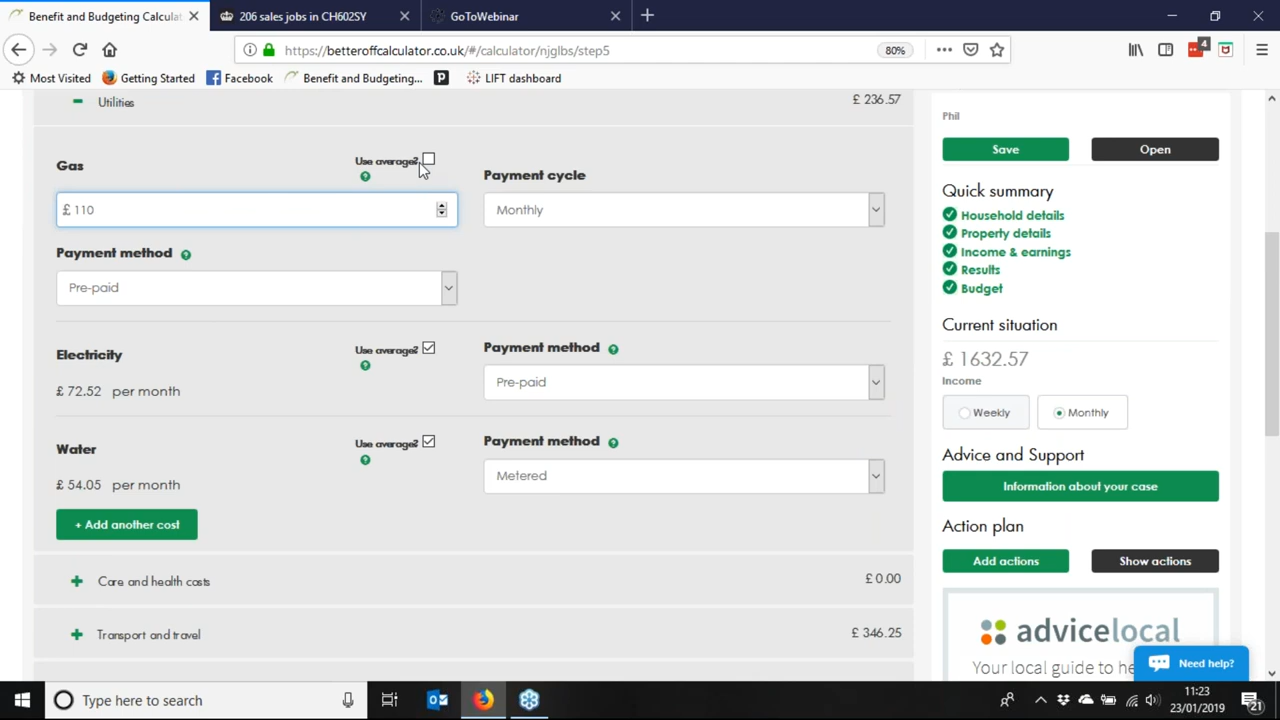 Benefit and Budgeting Calculat
206 sales jobs in CH602SY
GoToWebinar
https://betteroffcalculator.co.uk/#/calculator/njglbs/step5
80%
4
Most Visited
Getting Started
Facebook
Benefit and Budgeting...
LIFT dashboard
Utilities
£ 236.57
Gas
Use average?
£ 110
Payment cycle
Monthly
Payment method
Pre-paid
Electricity
Use average?
£ 72.52 per month
Payment method
Pre-paid
Water
Use average?
£ 54.05 per month
Payment method
Metered
+ Add another cost
Care and health costs
£ 0.00
Transport and travel
£ 346.25
Phil
Save
Open
Quick summary
Household details
Property details
Income & earnings
Results
Budget
Current situation
£ 1632.57
Income
Weekly
Monthly
Advice and Support
Information about your case
Action plan
Add actions
Show actions
advicelocal
Your local guide to he
Need help?
Type here to search
11:23
23/01/2019
21